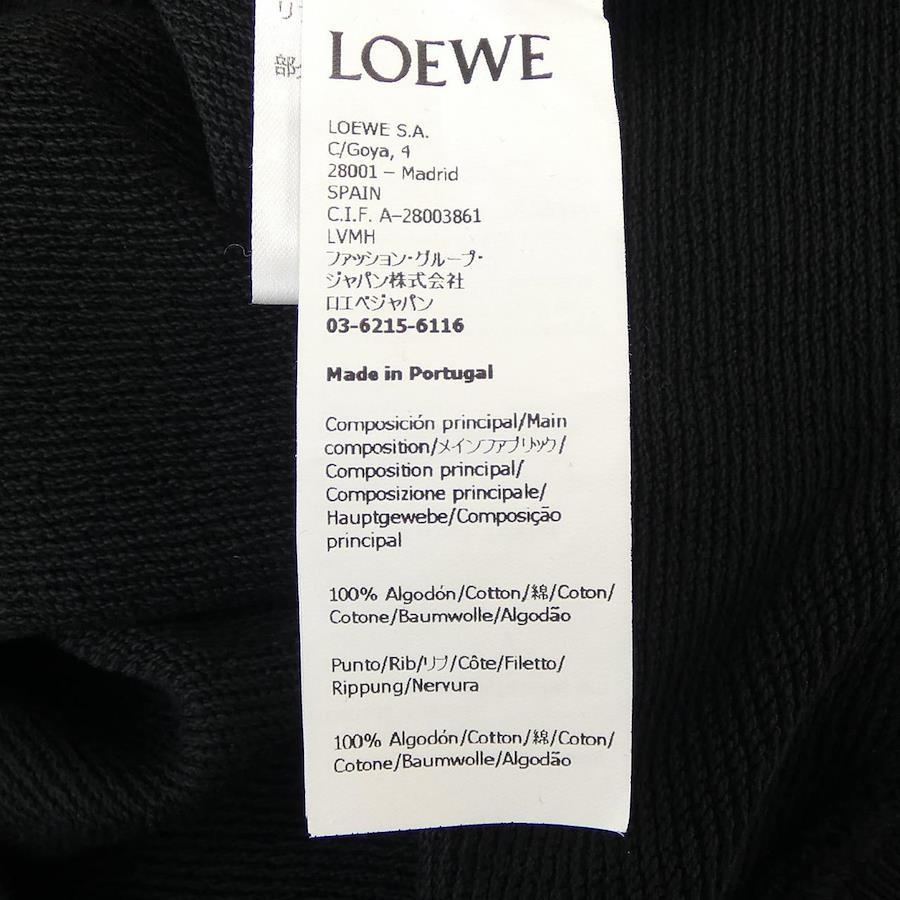 リ
部
LOEWE
LOEWE S.A.
C/Goya, 4
28001 – Madrid
SPAIN
C.I.F. A-28003861
LVMH
ファッション・グループ・
ジャパン株式会社
ロエベジャパン
03-6215-6116
Made in Portugal
Composición principal/Main
composition/メインファブリック/
Composition principal/
Composizione principale/
Hauptgewebe/Composição
principal
100% Algodón/Cotton/綿/Coton/
Cotone/Baumwolle/Algodão
Punto/Rib/リブ/Côte/Filetto/
Rippung/Nervura
100% Algodón/Cotton/綿/Coton/
Cotone/Baumwolle/Algodão